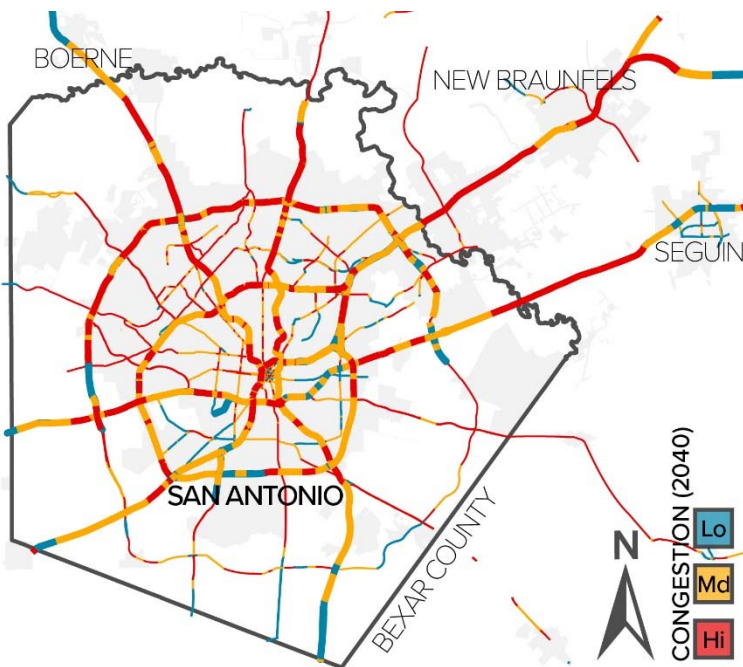 BOERNE
NEW BRAUNFELS
SEGUIN
SAN ANTONIO
BEXAR COUNTY
N
CONGESTION (2040)
Lo
Md
Hi